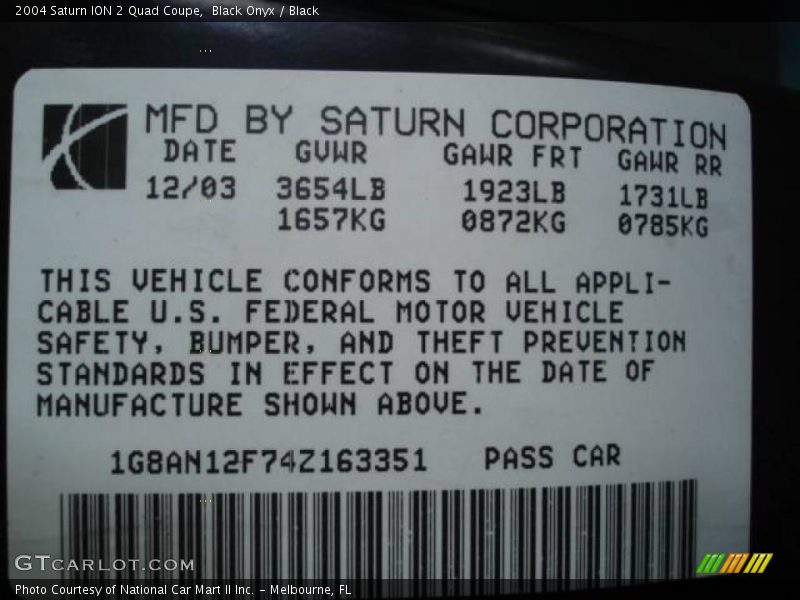 2004 Saturn ION 2 Quad Coupe,  Black Onyx / Black
MFD BY SATURN CORPORATION
DATE GVWR GAWR FRT GAWR RR
12/03 3654LB 1923LB 1731LB
1657KG 0872KG 0785KG
THIS VEHICLE CONFORMS TO ALL APPLI-
CABLE U.S. FEDERAL MOTOR VEHICLE
SAFETY, BUMPER, AND THEFT PREVENTION
STANDARDS IN EFFECT ON THE DATE OF
MANUFACTURE SHOWN ABOVE.
1G8AN12F74Z163351 PASS CAR
GTCARLOT.COM
Photo Courtesy of National Car Mart II Inc. – Melbourne, FL